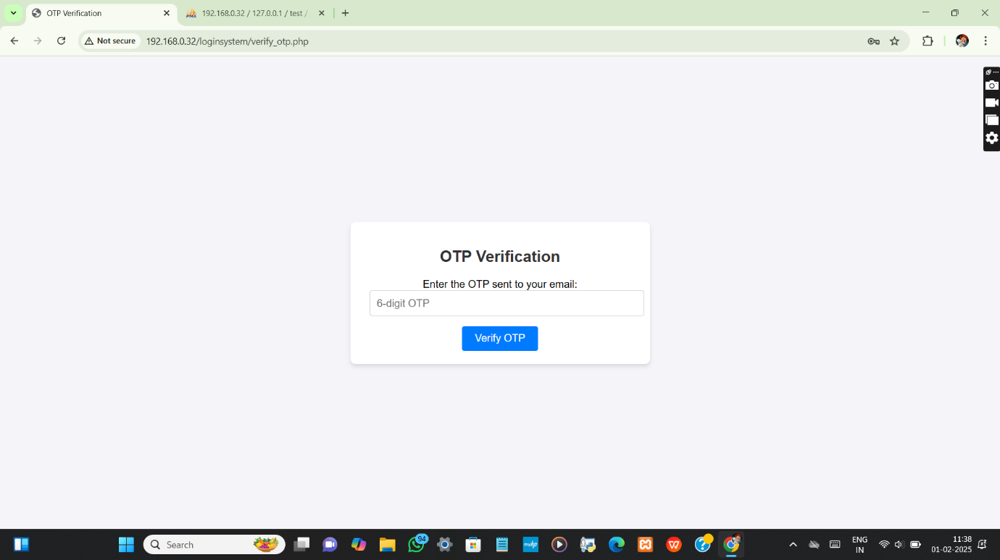 OTP Verification
192.168.0.32 / 127.0.0.1 / test /
Not secure
192.168.0.32/loginsystem/verify_otp.php
OTP Verification
Enter the OTP sent to your email:
6-digit OTP
Verify OTP
Search
94
myhp
ENG
IN
11:38
01-02-2025